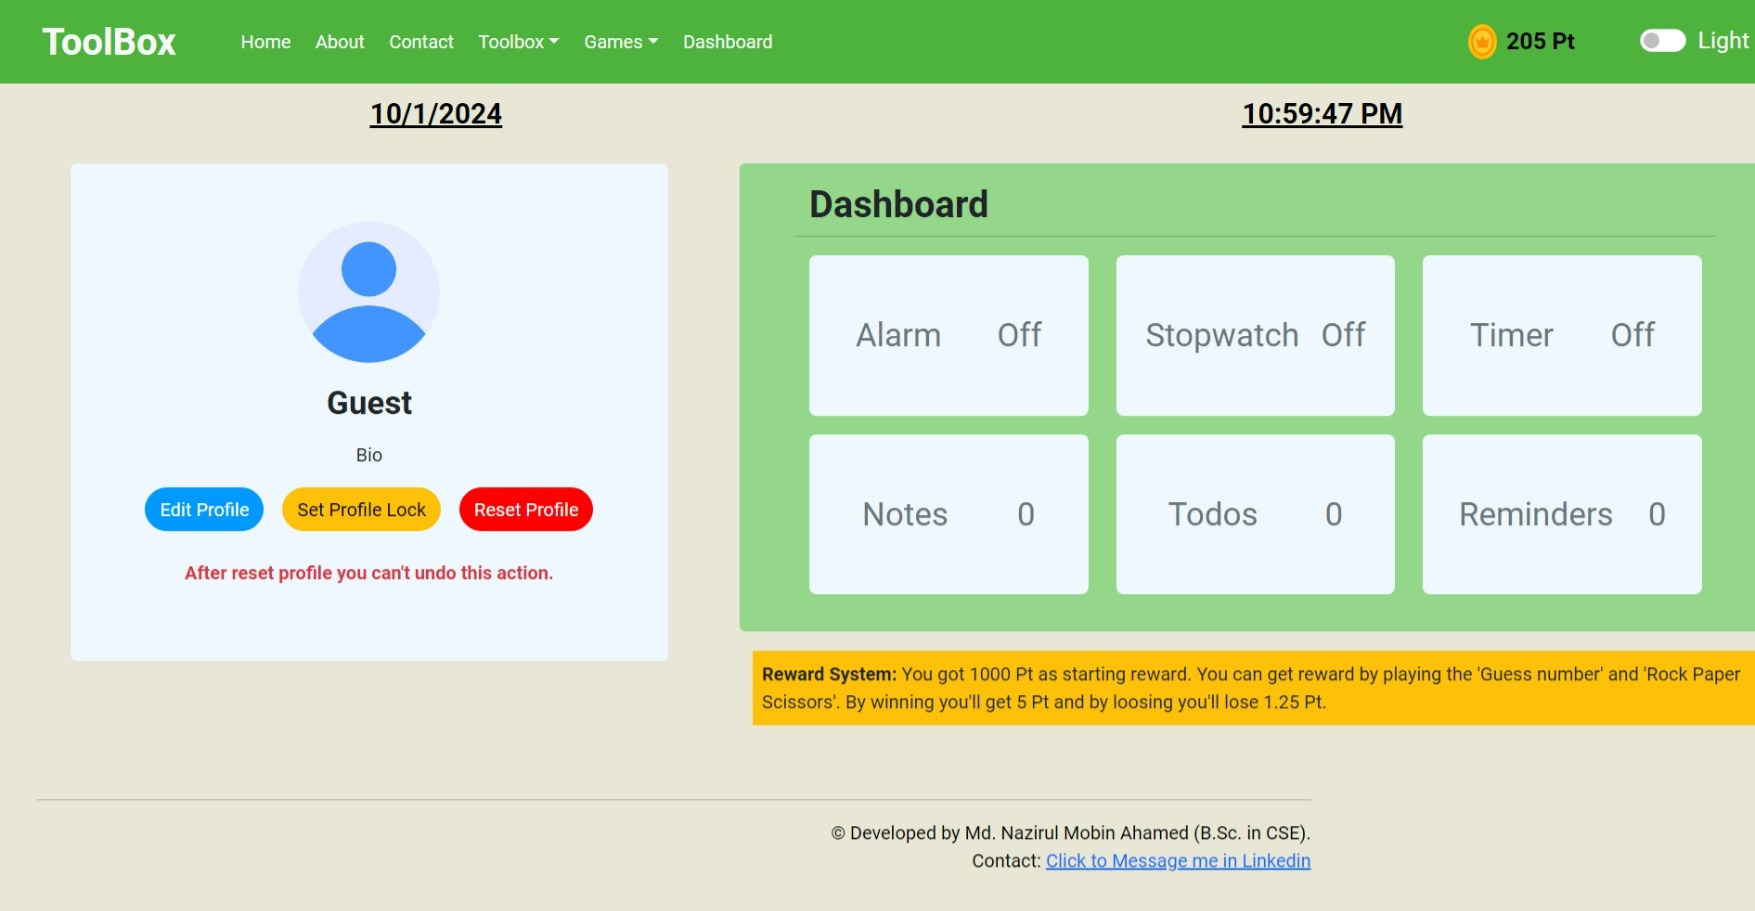 ToolBox Home About Contact Toolbox Games Dashboard 205 Pt Light
10/1/2024 10:59:47 PM
Guest
Bio
Edit Profile Set Profile Lock Reset Profile
After reset profile you can't undo this action.
Dashboard
Alarm Off Stopwatch Off Timer Off
Notes 0 Todos 0 Reminders 0
Reward System: You got 1000 Pt as starting reward. You can get reward by playing the 'Guess number' and 'Rock Paper
Scissors'. By winning you'll get 5 Pt and by loosing you'll lose 1.25 Pt.
© Developed by Md. Nazirul Mobin Ahamed (B.Sc. in CSE).
Contact: Click to Message me in Linkedin